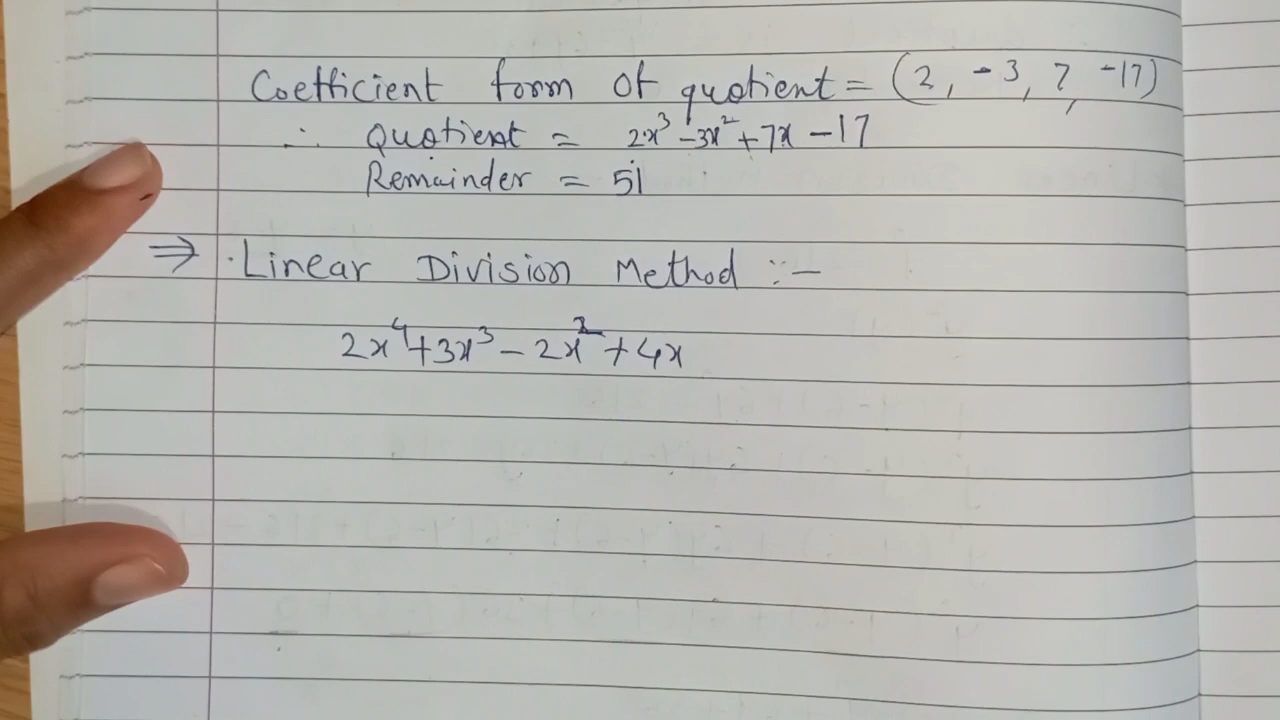 Coefficient form of quotient = (2, -3, 7, -17)
∴ Quotient = 2x³ -3x² +7x -17
Remainder = 51
⇒ Linear Division Method :-
2x⁴+3x³-2x²+4x